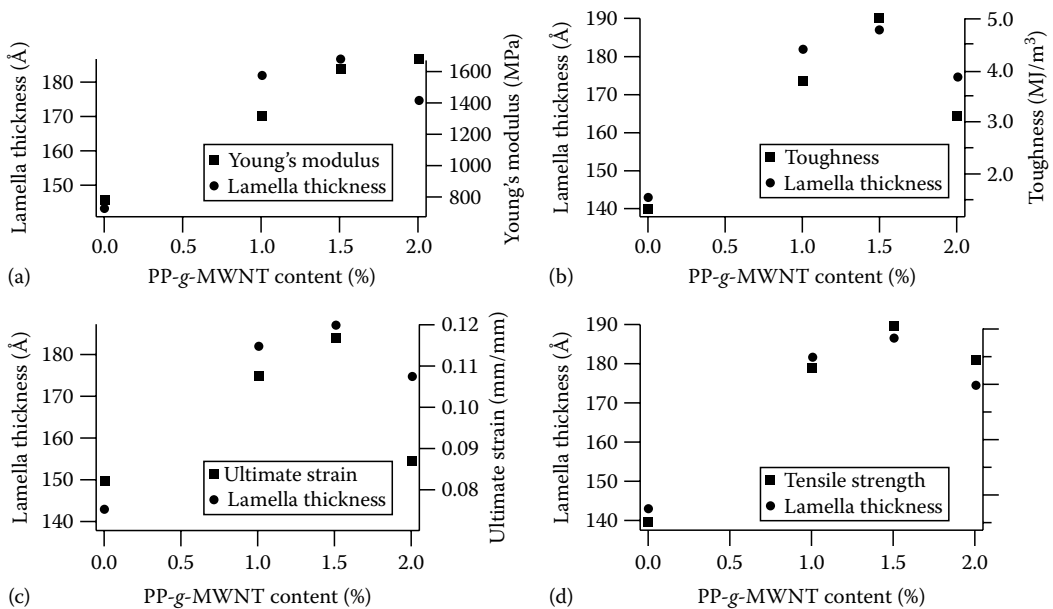 Lamella thickness (Å)
180
170
160
150
1600
1400
1200
1000
800
Young's modulus (MPa)
Young's modulus
Lamella thickness
0.0
0.5
1.0
1.5
2.0
(a)
PP-g-MWNT content (%)
Lamella thickness (Å)
190
180
170
160
150
140
5.0
4.0
3.0
2.0
Toughness (MJ/m³)
Toughness
Lamella thickness
0.0
0.5
1.0
1.5
2.0
(b)
PP-g-MWNT content (%)
Lamella thickness (Å)
180
170
160
150
140
0.12
0.11
0.10
0.09
0.08
Ultimate strain (mm/mm)
Ultimate strain
Lamella thickness
0.0
0.5
1.0
1.5
2.0
(c)
PP-g-MWNT content (%)
Lamella thickness (Å)
190
180
170
160
150
140
Tensile strength
Lamella thickness
0.0
0.5
1.0
1.5
2.0
(d)
PP-g-MWNT content (%)